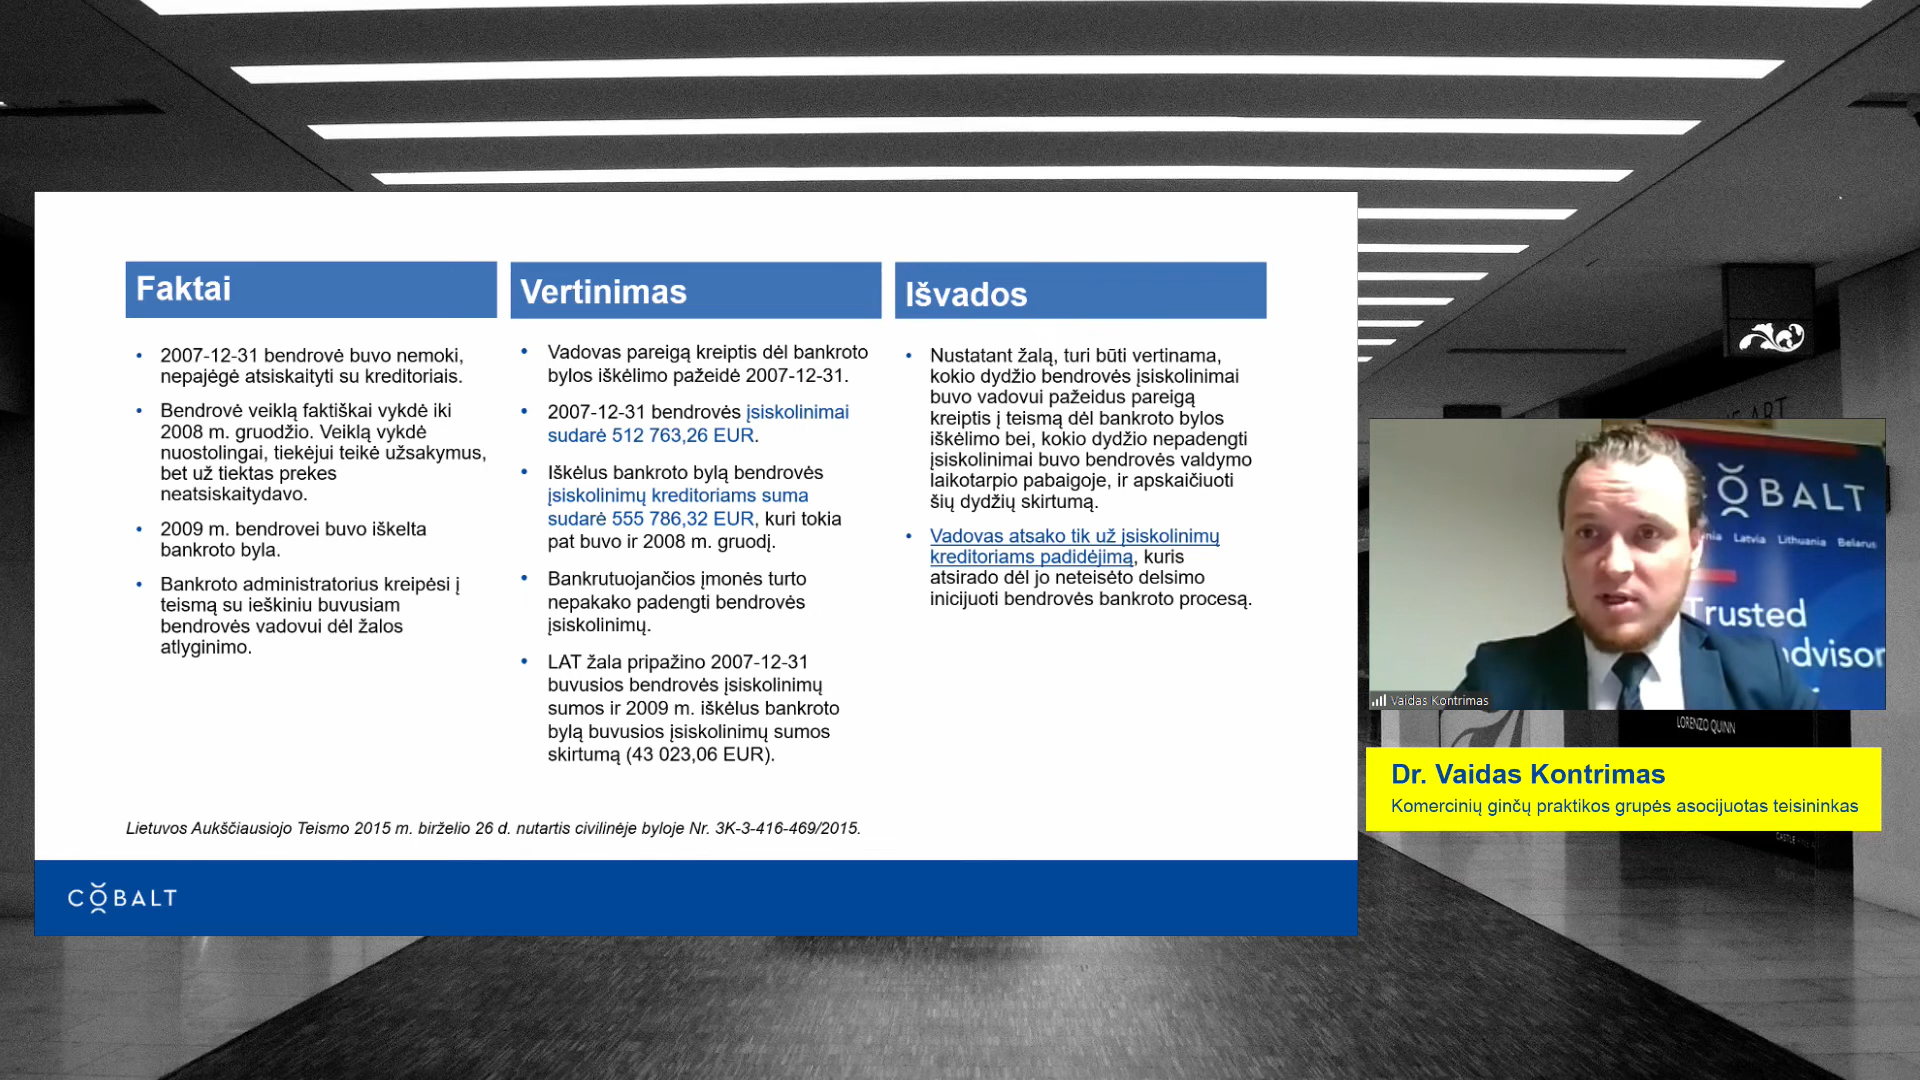 Faktai
2007-12-31 bendrovė buvo nemoki,
nepajėgė atsiskaityti su kreditoriais.
Bendrovė veiklą faktiškai vykdė iki
2008 m. gruodžio. Veiklą vykdė
nuostolingai, tiekėjui teikė užsakymus,
bet už tiektas prekes
neatsiskaitydavo.
2009 m. bendrovei buvo iškelta
bankroto byla.
Bankroto administratorius kreipėsi į
teismą su ieškiniu buvusiam
bendrovės vadovui dėl žalos
atlyginimo.
Vertinimas
Vadovas pareigą kreiptis dėl bankroto
bylos iškėlimo pažeidė 2007-12-31.
2007-12-31 bendrovės įsiskolinimai
sudarė 512 763,26 EUR.
Iškėlus bankroto bylą bendrovės
įsiskolinimų kreditoriams suma
sudarė 555 786,32 EUR, kuri tokia
pat buvo ir 2008 m. gruodį.
Bankrutuojančios įmonės turto
nepakako padengti bendrovės
įsiskolinimų.
LAT žala pripažino 2007-12-31
buvusios bendrovės įsiskolinimų
sumos ir 2009 m. iškėlus bankroto
bylą buvusios įsiskolinimų sumos
skirtumą (43 023,06 EUR).
Išvados
Nustatant žalą, turi būti vertinama,
kokio dydžio bendrovės įsiskolinimai
buvo vadovui pažeidus pareigą
kreiptis į teismą dėl bankroto bylos
iškėlimo bei, kokio dydžio nepadengti
įsiskolinimai buvo bendrovės valdymo
laikotarpio pabaigoje, ir apskaičiuoti
šių dydžių skirtumą.
Vadovas atsako tik už įsiskolinimų
kreditoriams padidėjimą, kuris
atsirado dėl jo neteisėto delsimo
inicijuoti bendrovės bankroto procesą.
Lietuvos Aukščiausiojo Teismo 2015 m. birželio 26 d. nutartis civilinėje byloje Nr. 3K-3-416-469/2015.
COBALT
ART
OBALT
nia Latvia Lithuania Belarus
Trusted
advisor
Vaidas Kontrimas
LORENZO QUINN
Dr. Vaidas Kontrimas
Komercinių ginčų praktikos grupės asocijuotas teisininkas
CASTLE